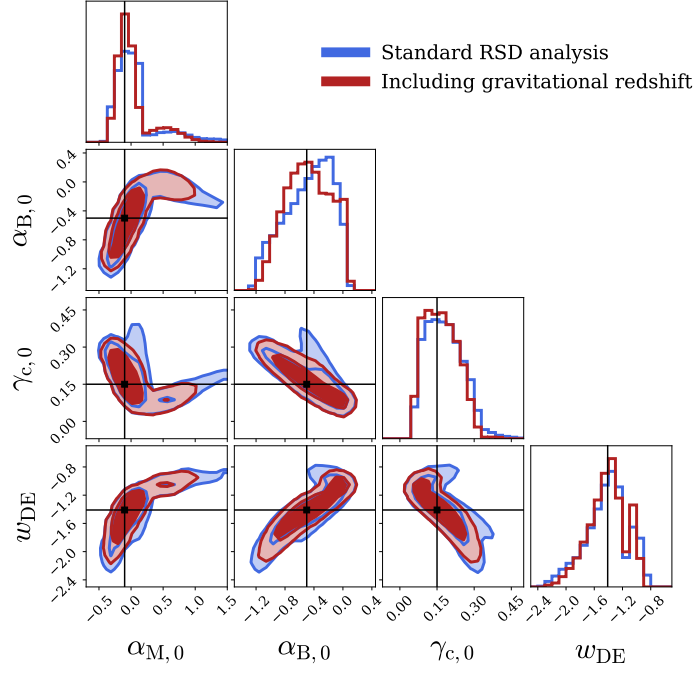 Standard RSD analysis
Including gravitational redshift
0.4
0.0
−0.4
−0.8
−1.2
αB, 0
0.45
0.30
0.15
0.00
γc, 0
−0.8
−1.2
−1.6
−2.0
−2.4
wDE
−0.5 0.0 0.5 1.0 1.5
−1.2 −0.8 −0.4 0.0 0.4
0.00 0.15 0.30 0.45
−2.4 −2.0 −1.6 −1.2 −0.8
αM, 0 αB, 0 γc, 0 wDE